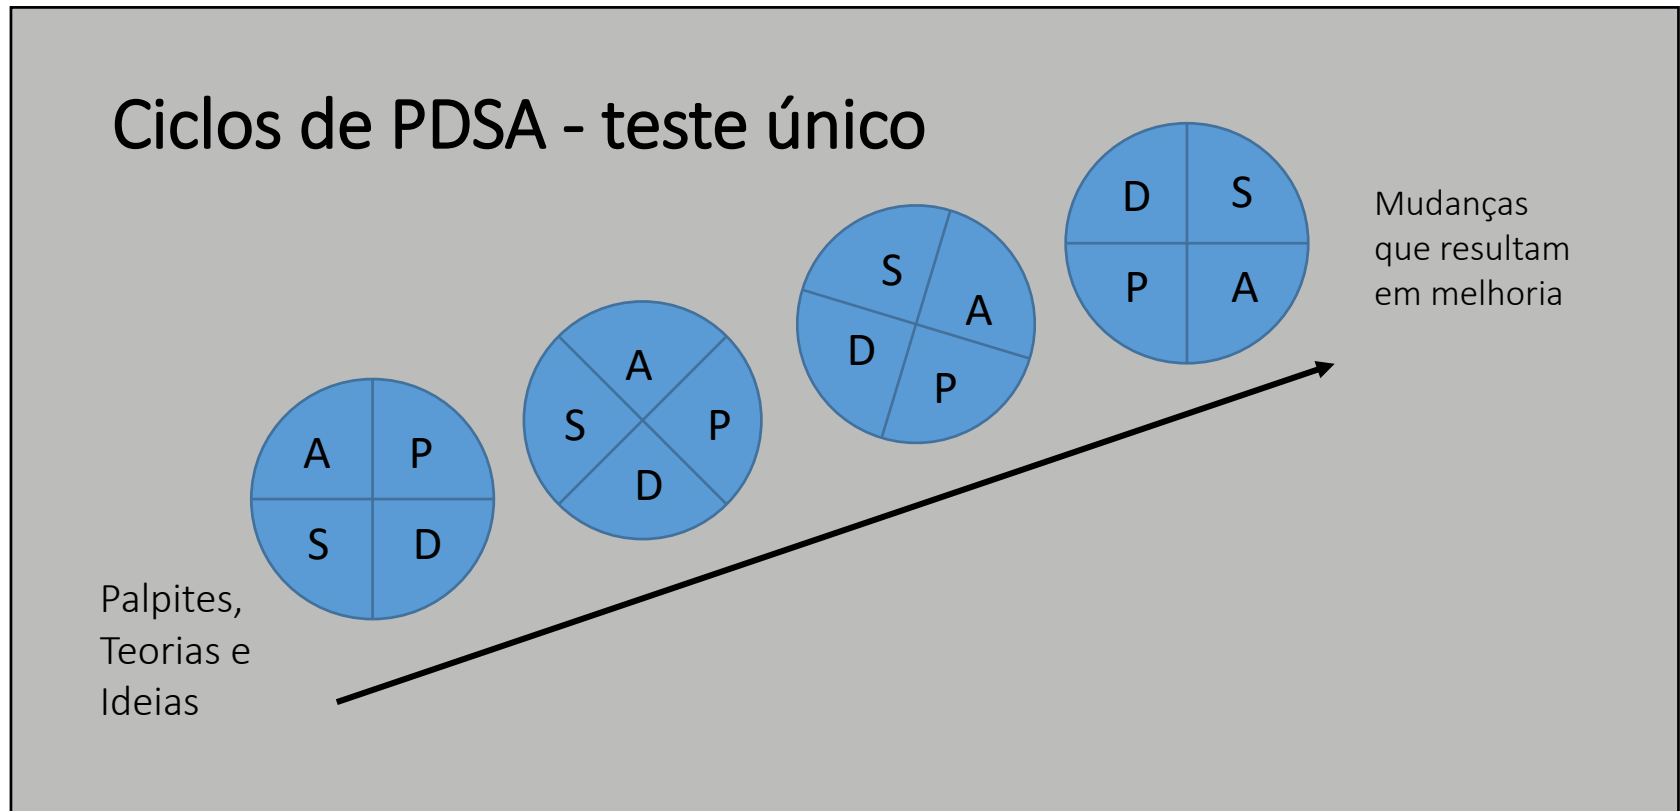 Ciclos de PDSA - teste único
D S
P A
Mudanças
que resultam
em melhoria
S
A
D
P
A
S P
D
A P
S D
Palpites,
Teorias e
Ideias